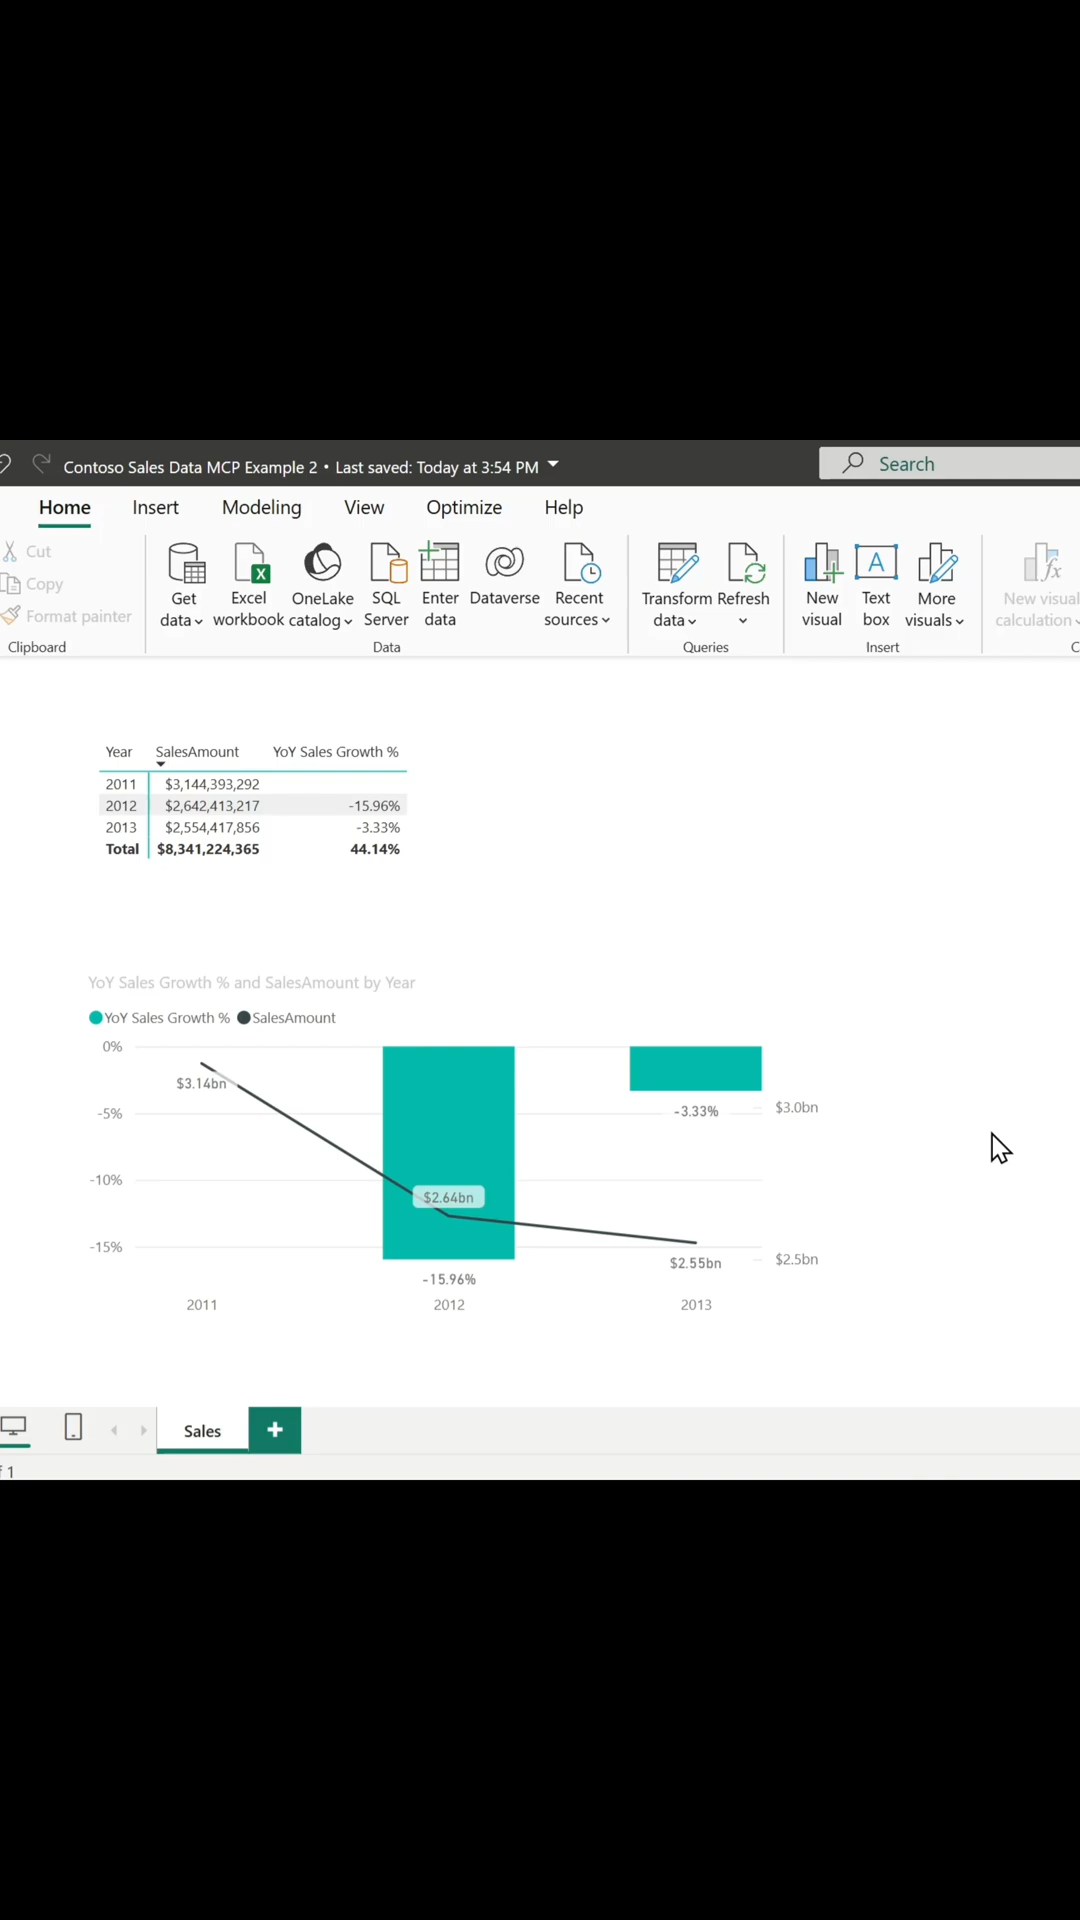 Contoso Sales Data MCP Example 2 • Last saved: Today at 3:54 PM
Search
Home Insert Modeling View Optimize Help
Cut
Copy
Format painter
Clipboard
Get data
Excel workbook
OneLake catalog
SQL Server
Enter data
Dataverse
Recent sources
Data
Transform data
Refresh
Queries
New visual
Text box
More visuals
Insert
New visual calculation
C
Year SalesAmount YoY Sales Growth %
2011 $3,144,393,292
2012 $2,642,413,217 -15.96%
2013 $2,554,417,856 -3.33%
Total $8,341,224,365 44.14%
YoY Sales Growth % and SalesAmount by Year
YoY Sales Growth % SalesAmount
0%
$3.14bn
-5%
-3.33%
$3.0bn
-10%
$2.64bn
-15%
$2.55bn
$2.5bn
-15.96%
2011 2012 2013
Sales
+
f 1